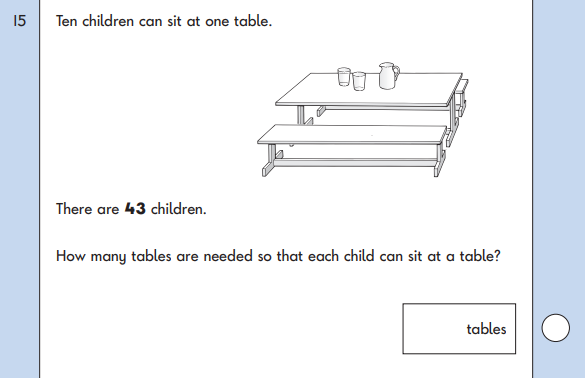 15
Ten children can sit at one table.
There are 43 children.
How many tables are needed so that each child can sit at a table?
tables